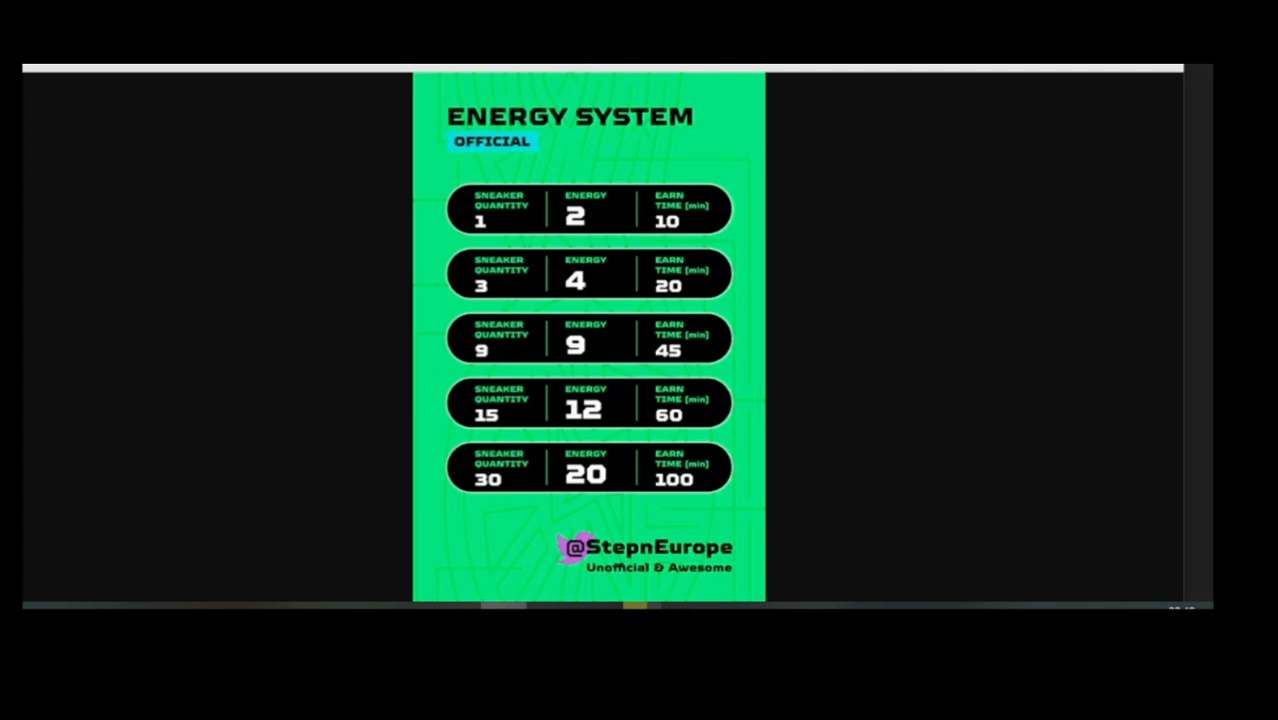 ENERGY SYSTEM
OFFICIAL
SNEAKER QUANTITY
1
ENERGY
2
EARN TIME [min]
10
SNEAKER QUANTITY
3
ENERGY
4
EARN TIME [min]
20
SNEAKER QUANTITY
9
ENERGY
9
EARN TIME [min]
45
SNEAKER QUANTITY
15
ENERGY
12
EARN TIME [min]
60
SNEAKER QUANTITY
30
ENERGY
20
EARN TIME [min]
100
@StepnEurope
Unofficial & Awesome